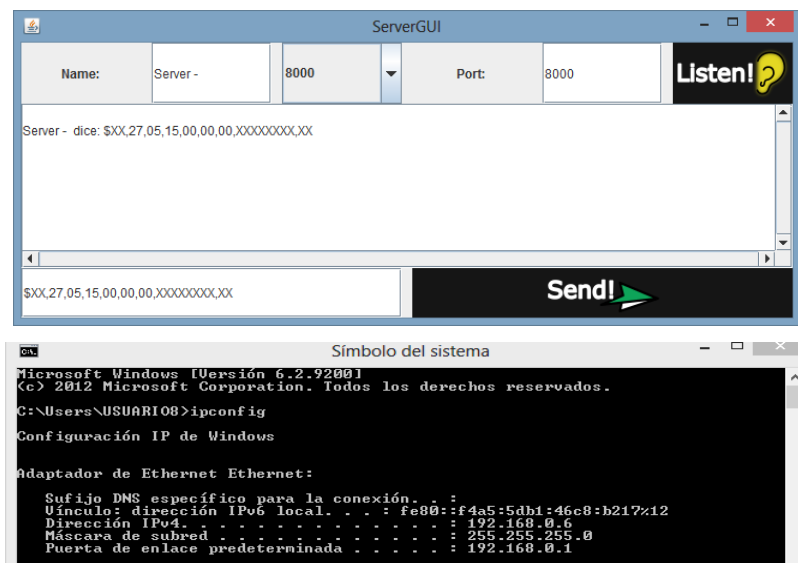 ServerGUI
Name: Server - 8000 Port: 8000 Listen!
Server -  dice: $XX,27,05,15,00,00,00,XXXXXXXX,XX
$XX,27,05,15,00,00,00,XXXXXXXX,XX Send!
Símbolo del sistema
Microsoft Windows [Versión 6.2.9200]
(c) 2012 Microsoft Corporation. Todos los derechos reservados.
C:\Users\USUARIO8>ipconfig
Configuración IP de Windows
Adaptador de Ethernet Ethernet:
Sufijo DNS específico para la conexión. . :
Vínculo: dirección IPv6 local. . . : fe80::f4a5:5db1:46c8:b217%12
Dirección IPv4. . . . . . . . . . . . . . : 192.168.0.6
Máscara de subred . . . . . . . . . . . . : 255.255.255.0
Puerta de enlace predeterminada . . . . . : 192.168.0.1